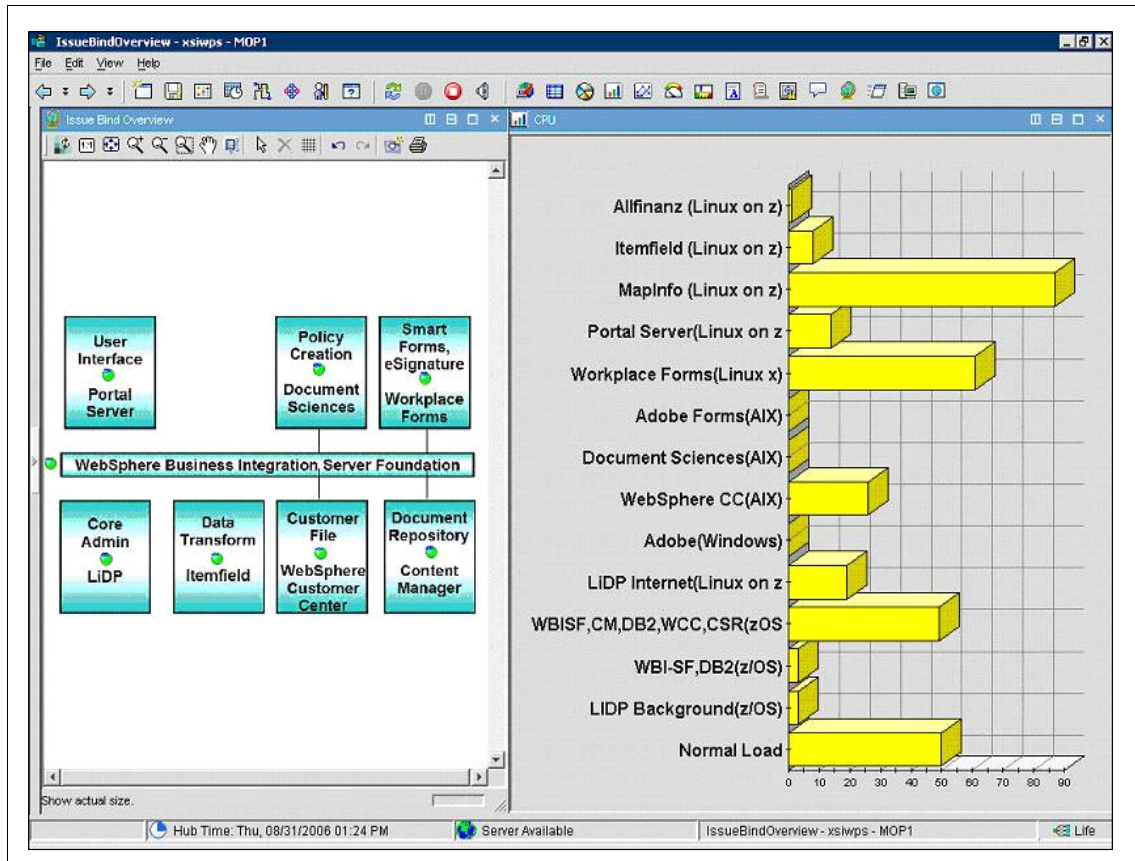 IssueBindOverview - xsiwps - MOP1
File Edit View Help
Issue Bind Overview
CPU
1:1
User
Interface
Portal
Server
Policy
Creation
Document
Sciences
Smart
Forms,
eSignature
Workplace
Forms
WebSphere Business Integration Server Foundation
Core
Admin
LiDP
Data
Transform
Itemfield
Customer
File
WebSphere
Customer
Center
Document
Repository
Content
Manager
Allfinanz (Linux on z)
Itemfield (Linux on z)
MapInfo (Linux on z)
Portal Server(Linux on z
Workplace Forms(Linux x)
Adobe Forms(AIX)
Document Sciences(AIX)
WebSphere CC(AIX)
Adobe(Windows)
LiDP Internet(Linux on z
WBISF,CM,DB2,WCC,CSR(zOS
WBI-SF,DB2(z/OS)
LIDP Background(z/OS)
Normal Load
0 10 20 30 40 50 60 70 80 90
Show actual size.
Hub Time: Thu, 08/31/2006 01:24 PM
Server Available
IssueBindOverview - xsiwps - MOP1
Life